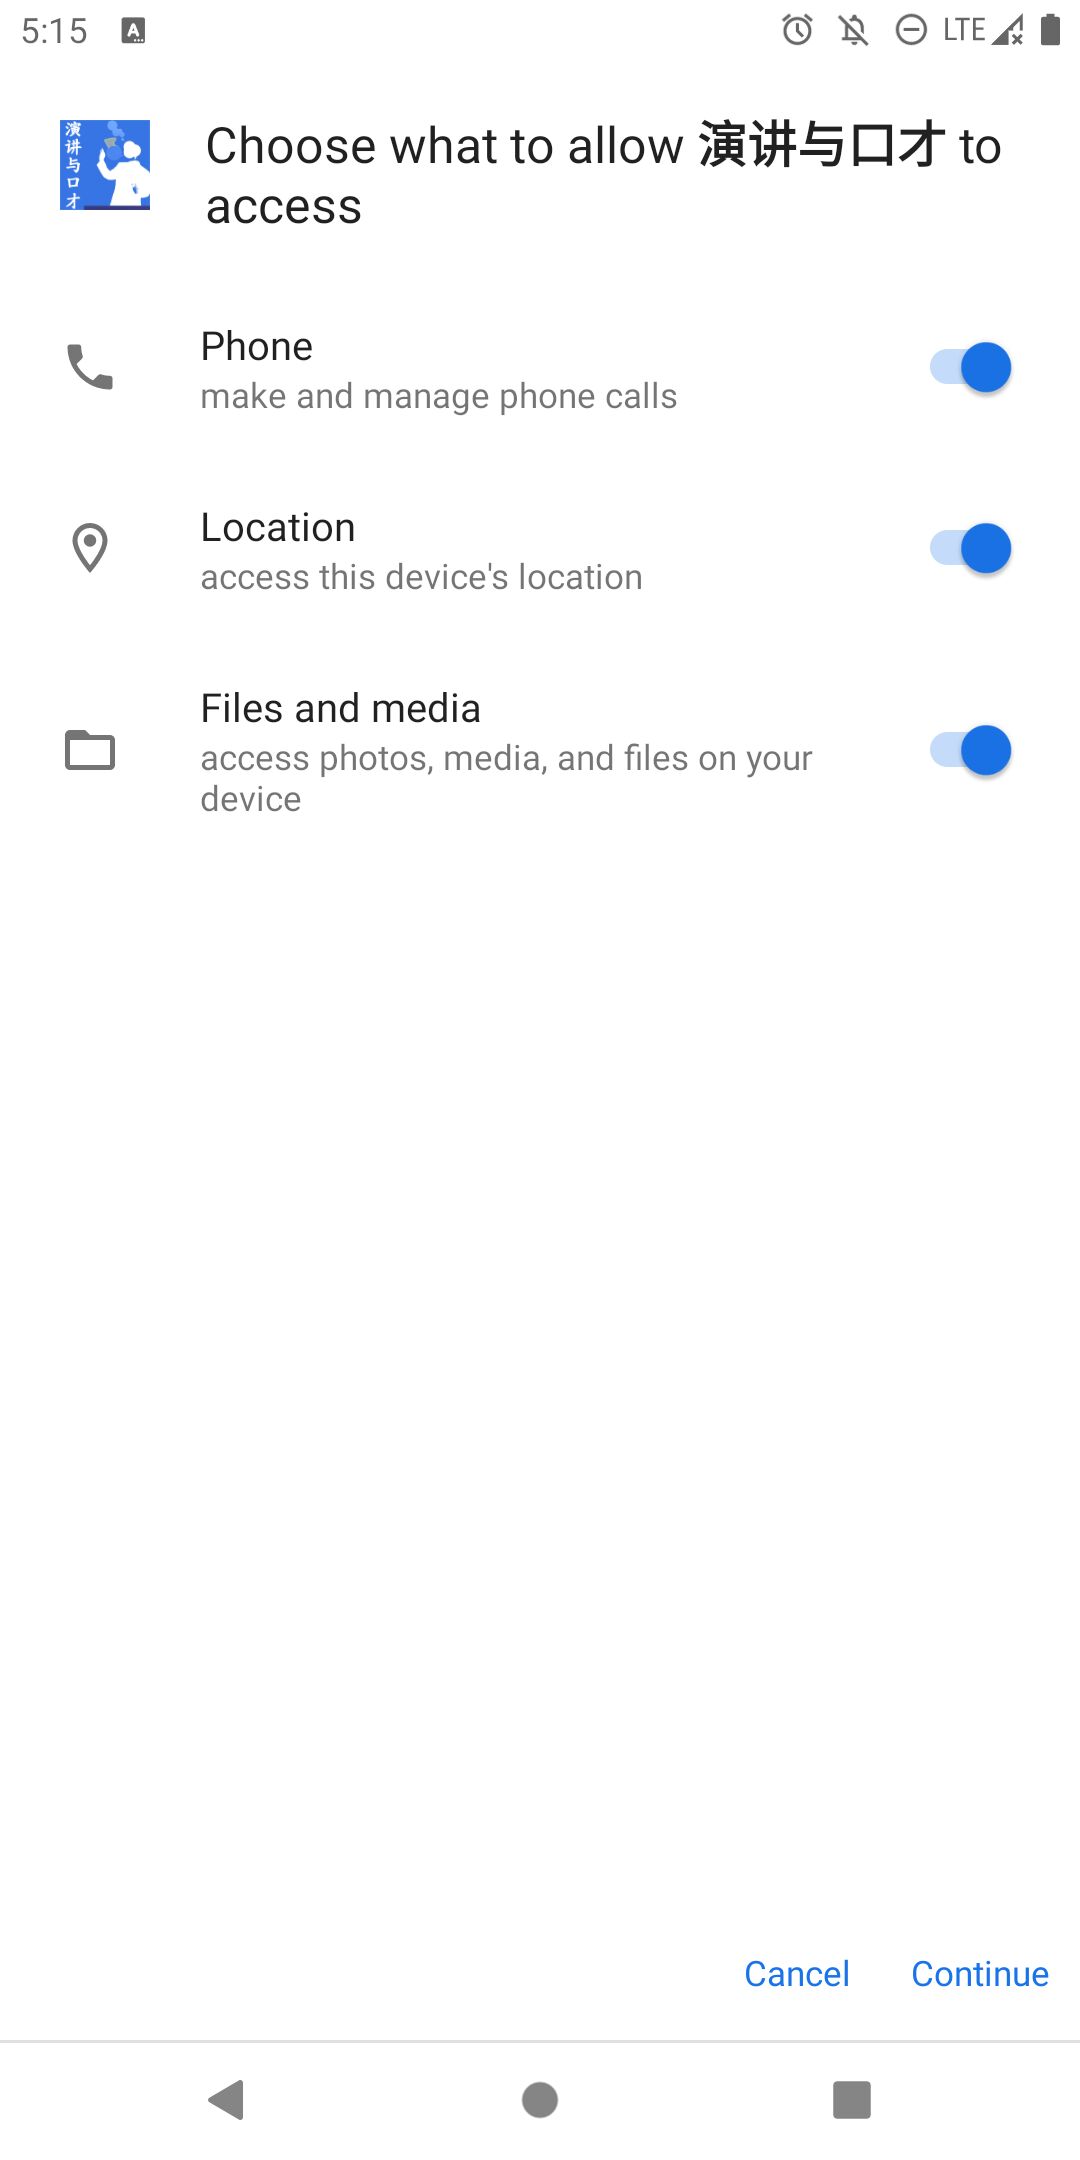 5:15
LTE
演讲与口才
Choose what to allow 演讲与口才 to
access
Phone
make and manage phone calls
Location
access this device's location
Files and media
access photos, media, and files on your
device
Cancel
Continue